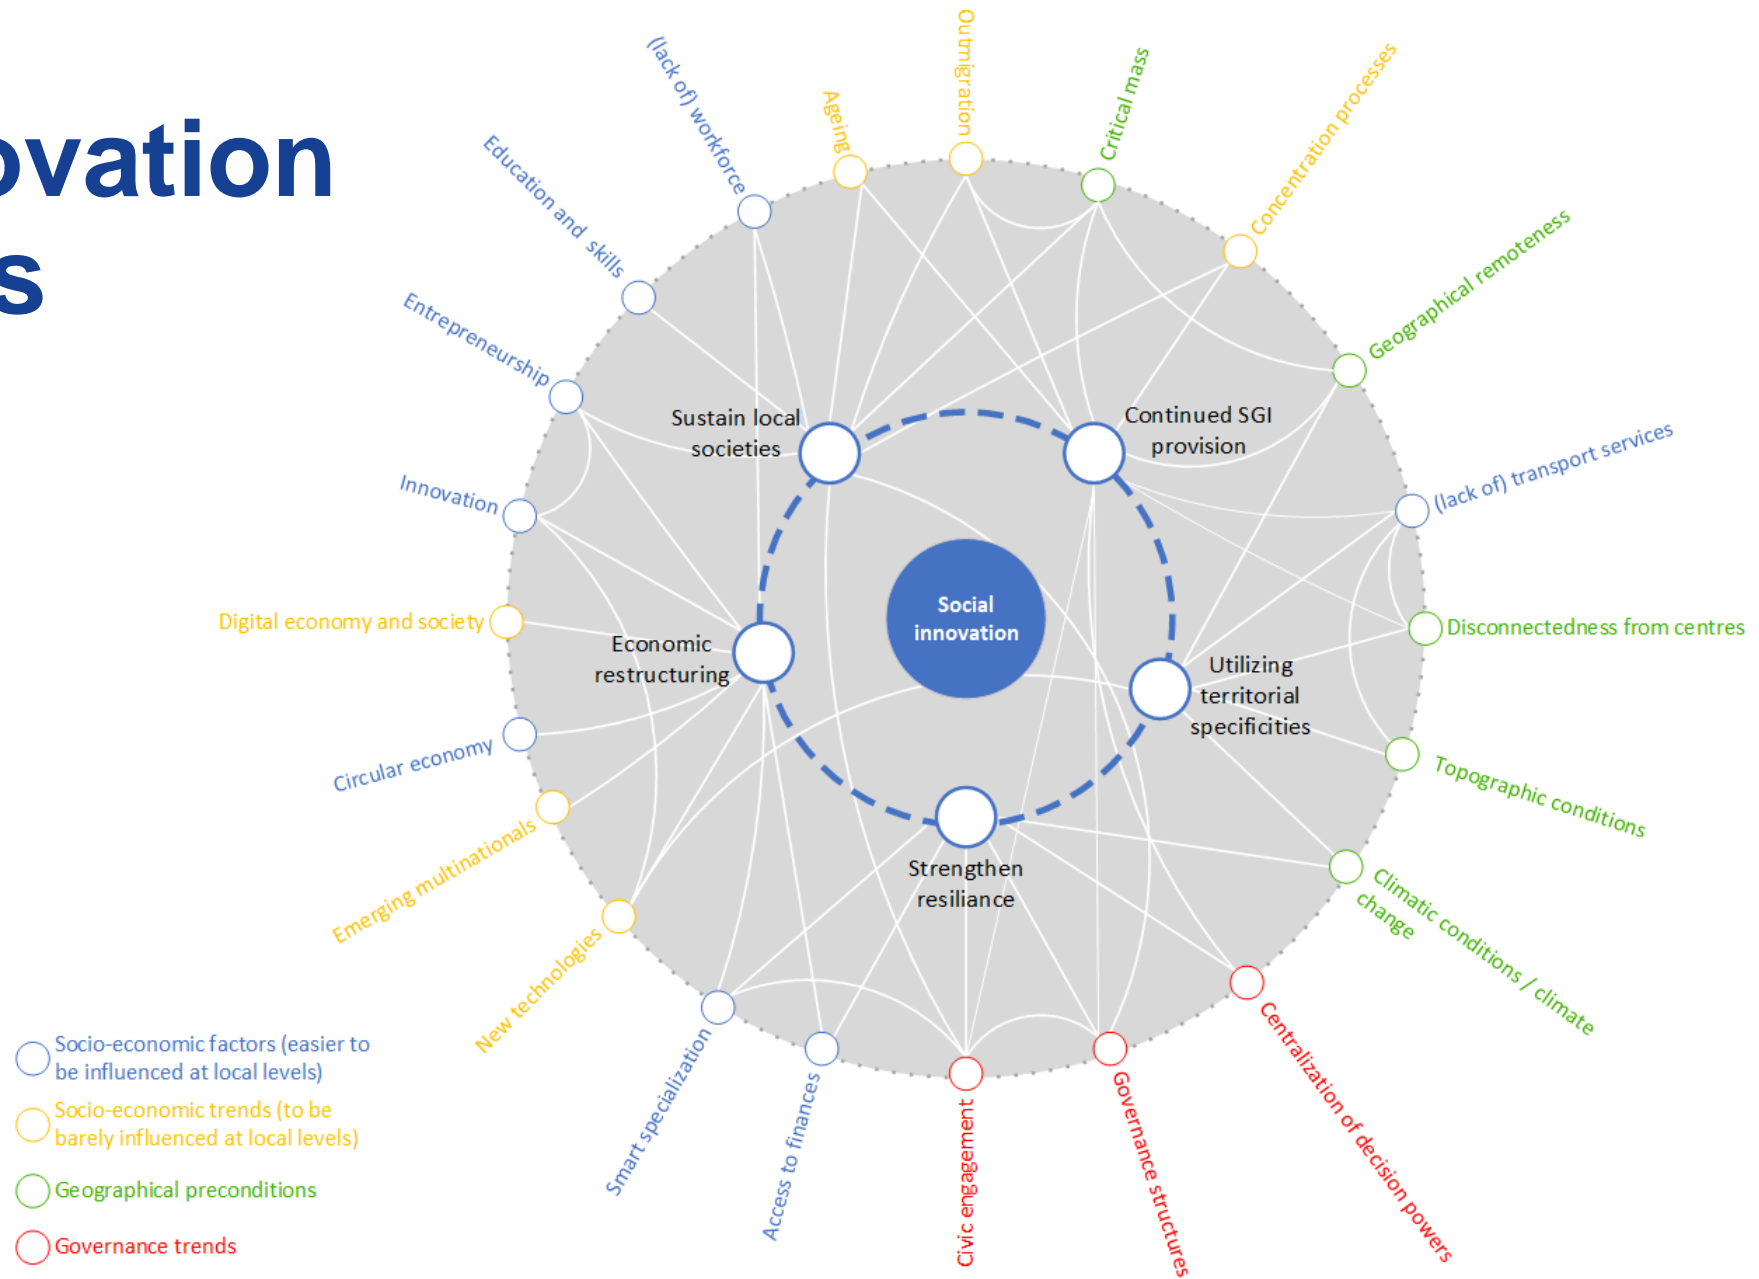 ovation
s
Outmigration
Critical mass
Concentration processes
Geographical remoteness
(lack of) transport services
Disconnectedness from centres
Topographic conditions
Climatic conditions / climate
change
Centralization of decision powers
Governance structures
Civic engagement
Access to finances
Smart specialization
New technologies
Emerging multinationals
Circular economy
Digital economy and society
Innovation
Entrepreneurship
Education and skills
(lack of) workforce
Ageing
Sustain local
societies
Continued SGI
provision
Economic
restructuring
Social
innovation
Utilizing
territorial
specificities
Strengthen
resiliance
Socio-economic factors (easier to
be influenced at local levels)
Socio-economic trends (to be
barely influenced at local levels)
Geographical preconditions
Governance trends